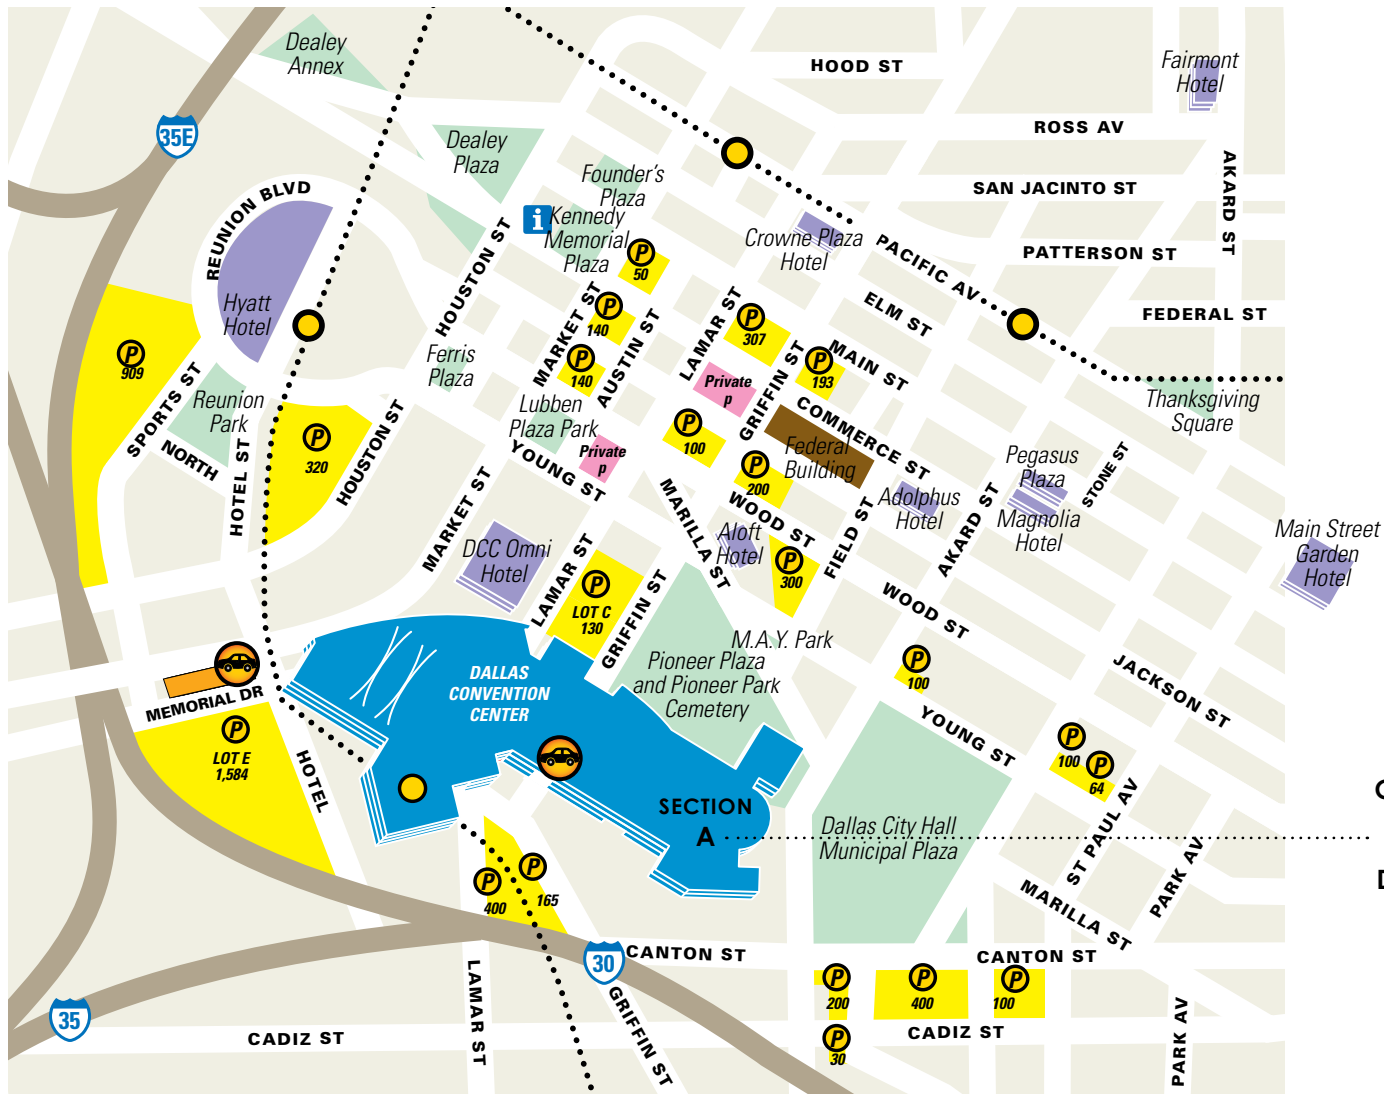 Dealey
Annex
HOOD ST
Fairmont
Hotel
35E
ROSS AV
Dealey
Plaza
AKARD ST
Founder's
Plaza
SAN JACINTO ST
REUNION BLVD
i
Kennedy
Memorial
Plaza
Crowne Plaza
Hotel
PACIFIC AV
PATTERSON ST
HOUSTON ST
P
50
Hyatt
Hotel
MARKET ST
P
140
AUSTIN ST
LAMAR ST
P
307
ELM ST
FEDERAL ST
P
909
Ferris
Plaza
P
140
GRIFFIN ST
P
193
MAIN ST
SPORTS ST
Reunion
Park
Private
P
COMMERCE ST
Thanksgiving
Square
NORTH
HOTEL ST
P
320
HOUSTON ST
Lubben
Plaza Park
YOUNG ST
Private
P
P
100
Federal
Building
P
200
Pegasus
Plaza
STONE ST
MARKET ST
MARILLA ST
WOOD ST
Adolphus
Hotel
AKARD ST
Magnolia
Hotel
Main Street
Garden
Hotel
DCC Omni
Hotel
LAMAR ST
P
LOT C
130
GRIFFIN ST
Aloft
Hotel
P
300
FIELD ST
WOOD ST
M.A.Y. Park
MEMORIAL DR
DALLAS
CONVENTION
CENTER
Pioneer Plaza
and Pioneer Park
Cemetery
P
100
JACKSON ST
P
LOT E
1,584
HOTEL
YOUNG ST
P
100
P
64
SECTION
A
Dallas City Hall
Municipal Plaza
ST PAUL AV
PARK AV
P
400
P
165
MARILLA ST
30
CANTON ST
CANTON ST
35
LAMAR ST
GRIFFIN ST
P
200
P
400
P
100
PARK AV
CADIZ ST
CADIZ ST
P
30